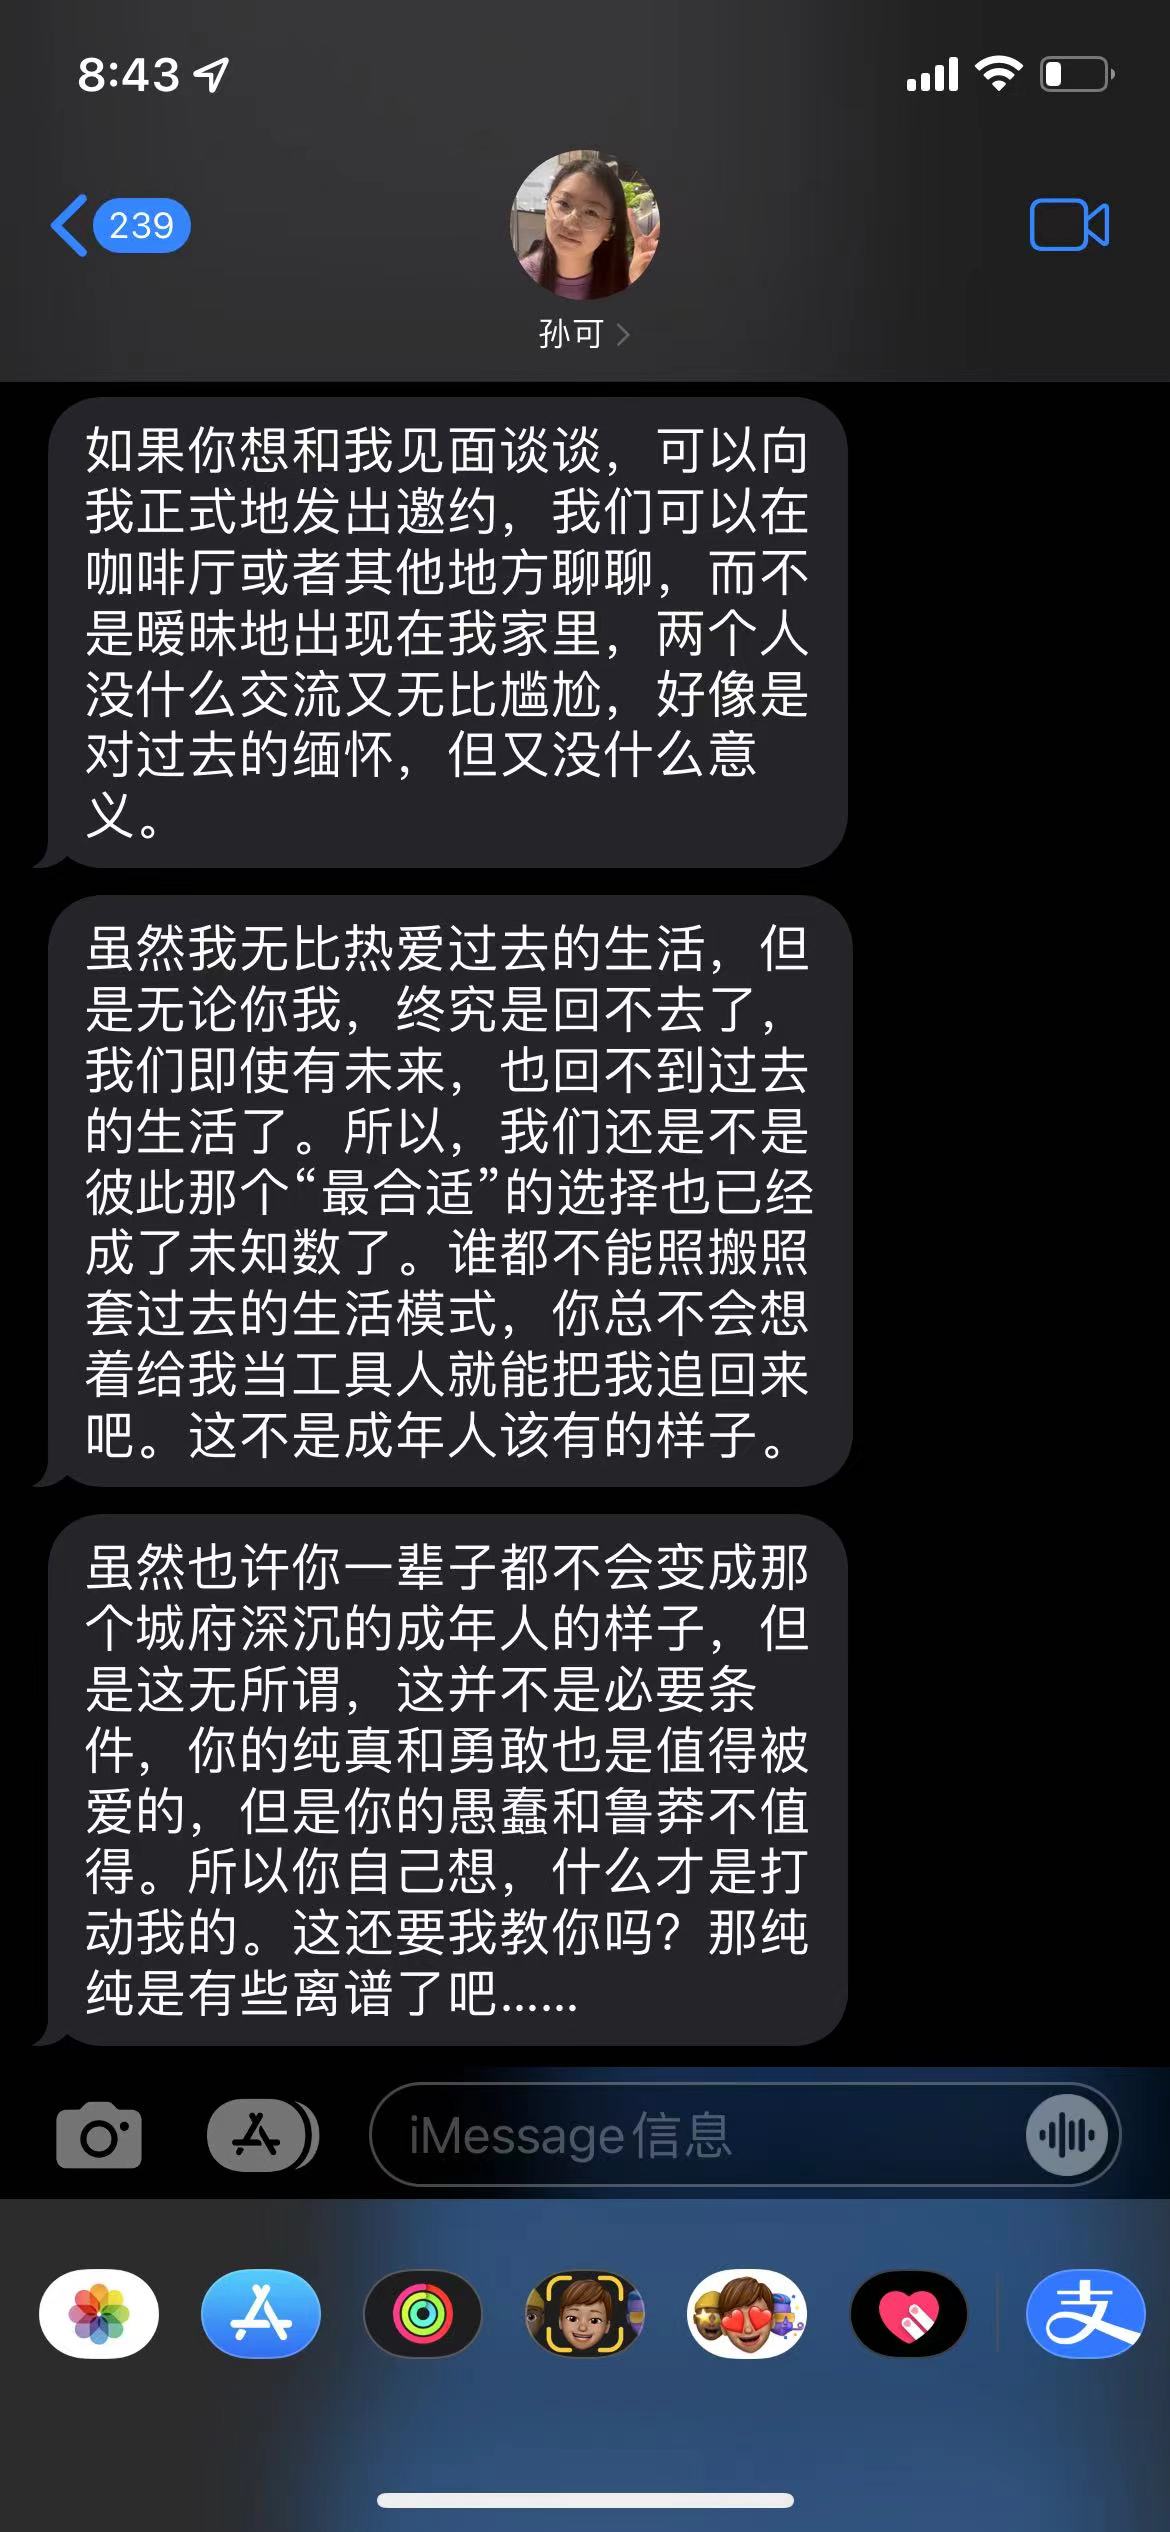 8:43
239
孙可
如果你想和我见面谈谈，可以向
我正式地发出邀约，我们可以在
咖啡厅或者其他地方聊聊，而不
是暧昧地出现在我家里，两个人
没什么交流又无比尴尬，好像是
对过去的缅怀，但又没什么意
义。
虽然我无比热爱过去的生活，但
是无论你我，终究是回不去了，
我们即使有未来，也回不到过去
的生活了。所以，我们还是不是
彼此那个“最合适”的选择也已经
成了未知数了。谁都不能照搬照
套过去的生活模式，你总不会想
着给我当工具人就能把我追回来
吧。这不是成年人该有的样子。
虽然也许你一辈子都不会变成那
个城府深沉的成年人的样子，但
是这无所谓，这并不是必要条
件，你的纯真和勇敢也是值得被
爱的，但是你的愚蠢和鲁莽不值
得。所以你自己想，什么才是打
动我的。这还要我教你吗？那纯
纯是有些离谱了吧……
iMessage信息
支